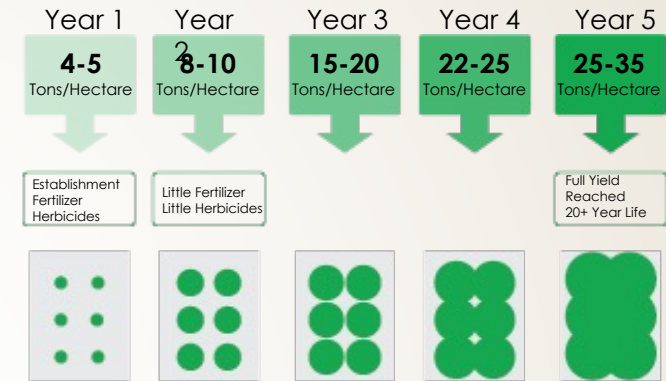 Year 1
Year
2
Year 3
Year 4
Year 5
4-5
Tons/Hectare
8-10
Tons/Hectare
15-20
Tons/Hectare
22-25
Tons/Hectare
25-35
Tons/Hectare
Establishment
Fertilizer
Herbicides
Little Fertilizer
Little Herbicides
Full Yield
Reached
20+ Year Life